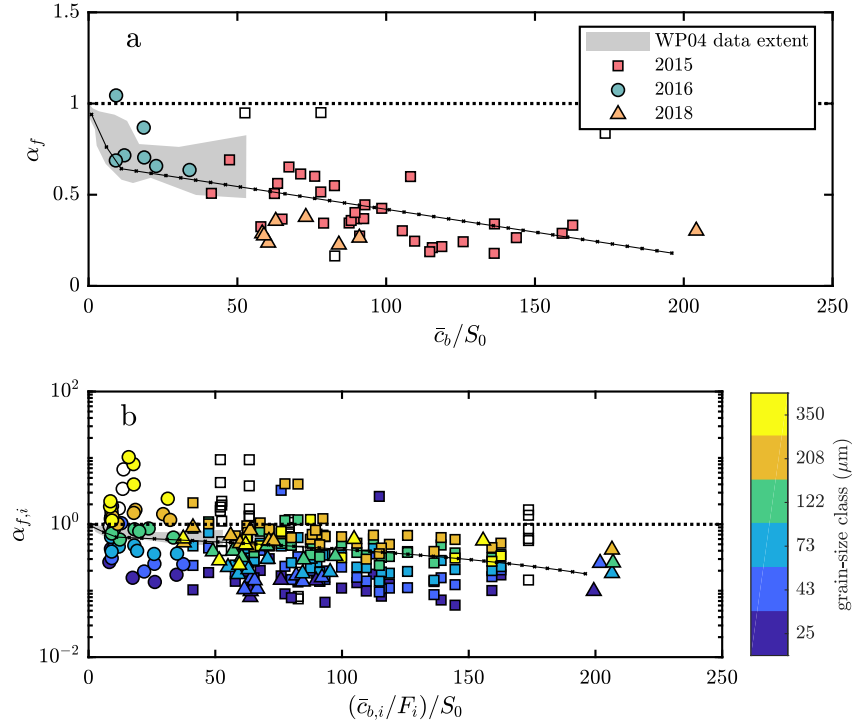 a
WP04 data extent
2015
2016
2018
1.5
1
0.5
0
α_f
0 50 100 150 200 250
c̄_b/S_0
b
10^2
10^0
10^-2
α_{f,i}
0 50 100 150 200 250
(c̄_{b,i}/F_i)/S_0
350
208
122
73
43
25
grain-size class (μm)